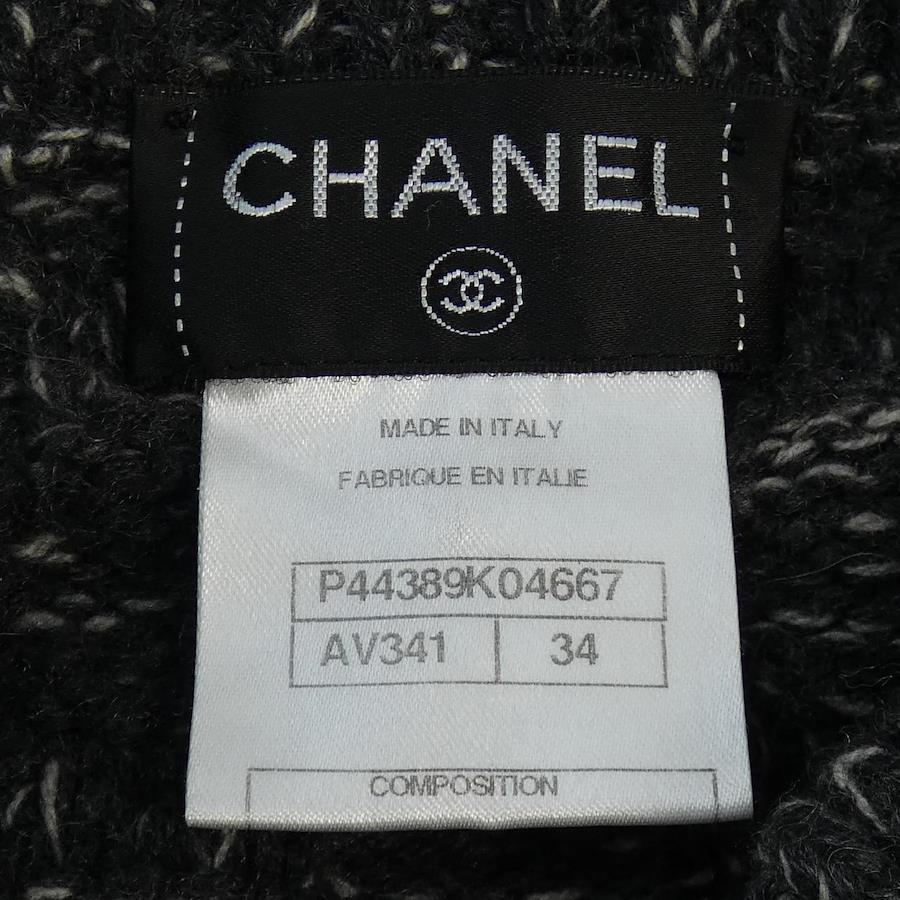 CHANEL
MADE IN ITALY
FABRIQUE EN ITALIE
P44389K04667
AV341 34
COMPOSITION